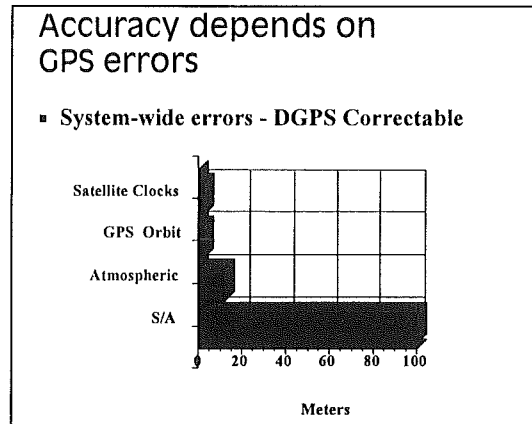 Accuracy depends on
GPS errors
▪ System-wide errors - DGPS Correctable
Satellite Clocks
GPS Orbit
Atmospheric
S/A
0 20 40 60 80 100
Meters